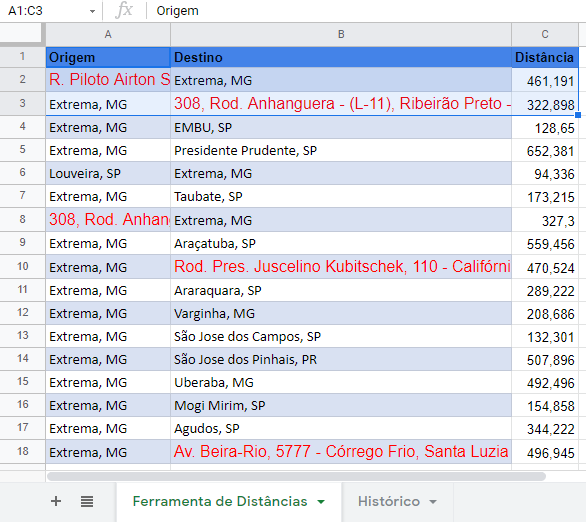 A1:C3 fx Origem
A B C
1 Origem Destino Distância
2 R. Piloto Airton S Extrema, MG 461,191
3 Extrema, MG 308, Rod. Anhanguera - (L-11), Ribeirão Preto - 322,898
4 Extrema, MG EMBU, SP 128,65
5 Extrema, MG Presidente Prudente, SP 652,381
6 Louveira, SP Extrema, MG 94,336
7 Extrema, MG Taubate, SP 173,215
8 308, Rod. Anhang Extrema, MG 327,3
9 Extrema, MG Araçatuba, SP 559,456
10 Extrema, MG Rod. Pres. Juscelino Kubitschek, 110 - Califórni 470,524
11 Extrema, MG Araraquara, SP 289,222
12 Extrema, MG Varginha, MG 208,686
13 Extrema, MG São Jose dos Campos, SP 132,301
14 Extrema, MG São Jose dos Pinhais, PR 507,896
15 Extrema, MG Uberaba, MG 492,496
16 Extrema, MG Mogi Mirim, SP 154,858
17 Extrema, MG Agudos, SP 344,222
18 Extrema, MG Av. Beira-Rio, 5777 - Córrego Frio, Santa Luzia 496,945
Ferramenta de Distâncias Histórico